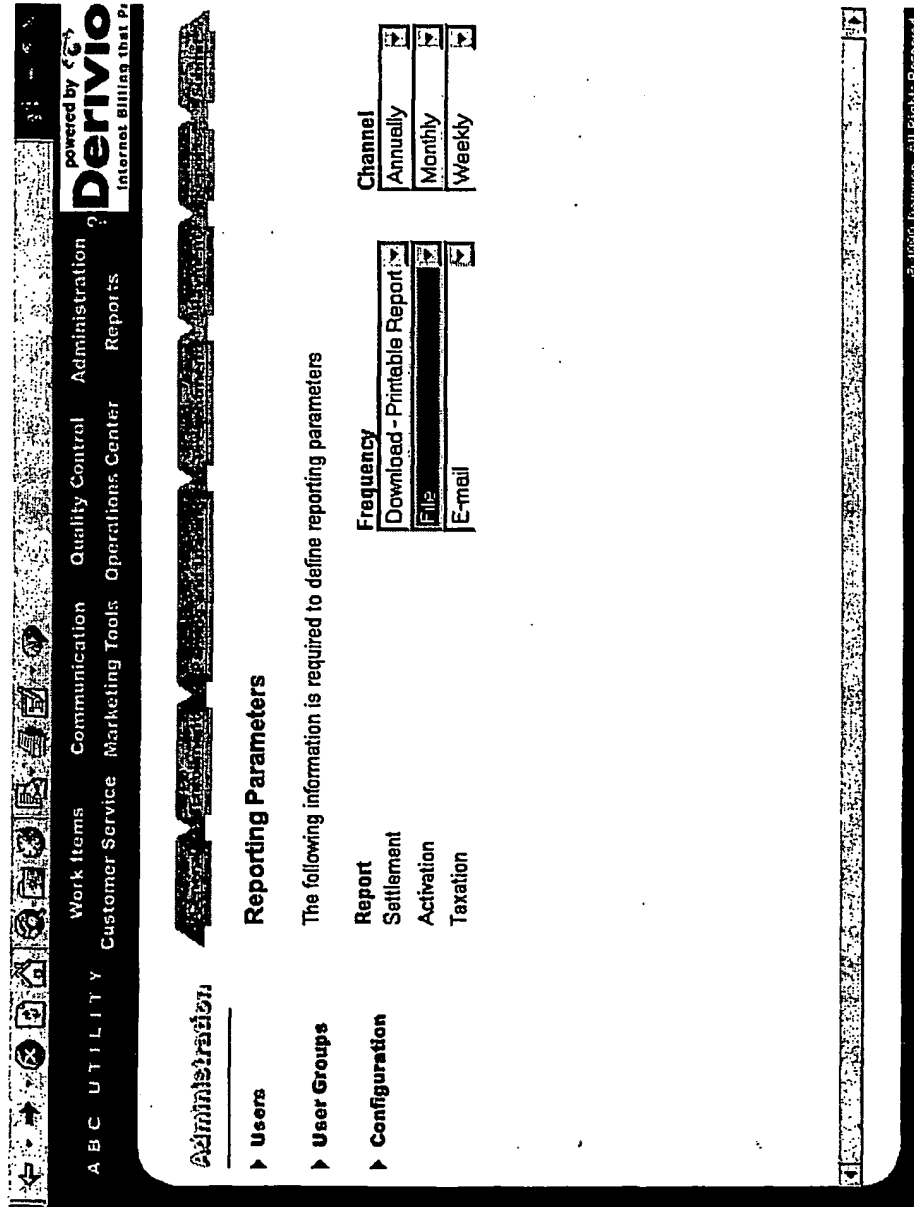 powered by
Derivio
Internet Billing that
ABC UTILITY
Work Items Communication Quality Control Administration ?
Customer Service Marketing Tools Operations Center Reports
Administration
Users
User Groups
Configuration
Reporting Parameters
The following information is required to define reporting parameters
Report Frequency Channel
Settlement Download - Printable Report Annually
Activation File Monthly
Taxation E-mail Weekly